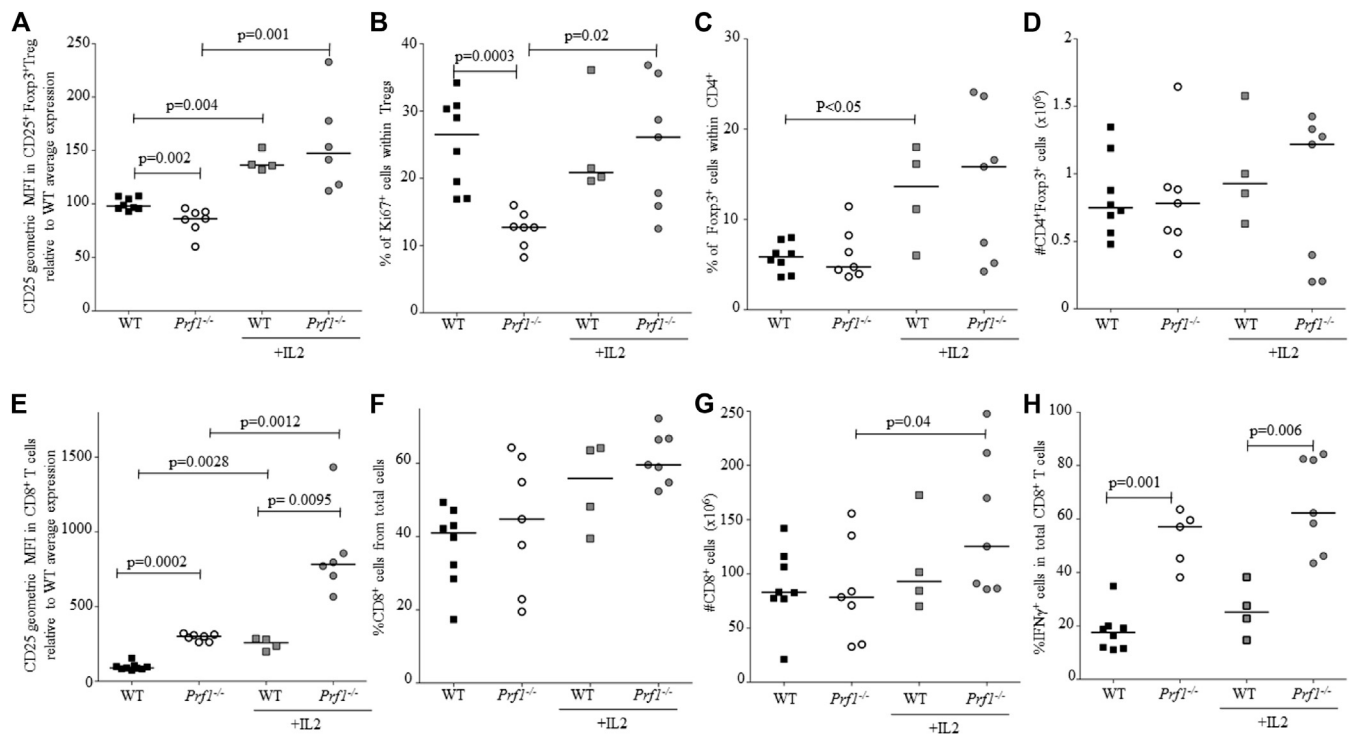 A
CD25 geometric MFI in CD25⁺ Foxp3⁺Treg
relative to WT average expression
250
200
150
100
50
0
p=0.001
p=0.004
p=0.002
WT
Prf1⁻/⁻
WT
Prf1⁻/⁻
+IL2
B
% of Ki67⁺ cells within Tregs
40
30
20
10
0
p=0.02
p=0.0003
WT
Prf1⁻/⁻
WT
Prf1⁻/⁻
+IL2
C
% of Foxp3⁺ cells within CD4⁺
30
20
10
0
P<0.05
WT
Prf1⁻/⁻
WT
Prf1⁻/⁻
+IL2
D
#CD4⁺Foxp3⁺ cells (x10⁶)
2
1.5
1
0.5
0
WT
Prf1⁻/⁻
WT
Prf1⁻/⁻
+IL2
E
CD25 geometric MFI in CD8⁺ T cells
relative to WT average expression
1500
1000
500
0
p=0.0012
p=0.0028
p= 0.0095
p=0.0002
WT
Prf1⁻/⁻
WT
Prf1⁻/⁻
+IL2
F
%CD8⁺ cells from total cells
60
40
20
0
WT
Prf1⁻/⁻
WT
Prf1⁻/⁻
+IL2
G
#CD8⁺ cells (x10⁶)
250
200
150
100
50
0
p=0.04
WT
Prf1⁻/⁻
WT
Prf1⁻/⁻
+IL2
H
%IFNγ⁺ cells in total CD8⁺ T cells
100
80
60
40
20
0
p=0.006
p=0.001
WT
Prf1⁻/⁻
WT
Prf1⁻/⁻
+IL2